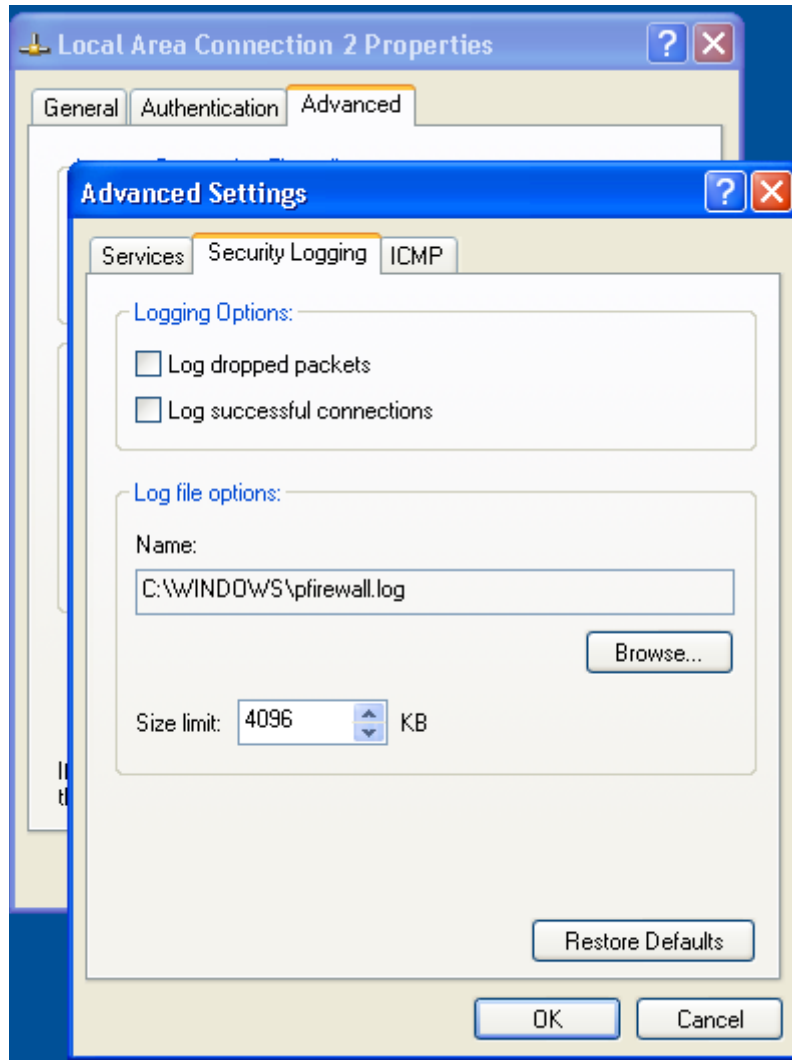 Local Area Connection 2 Properties
General Authentication Advanced
Advanced Settings
Services Security Logging ICMP
Logging Options:
Log dropped packets
Log successful connections
Log file options:
Name:
C:\WINDOWS\pfirewall.log
Browse...
Size limit: 4096 KB
Restore Defaults
OK Cancel